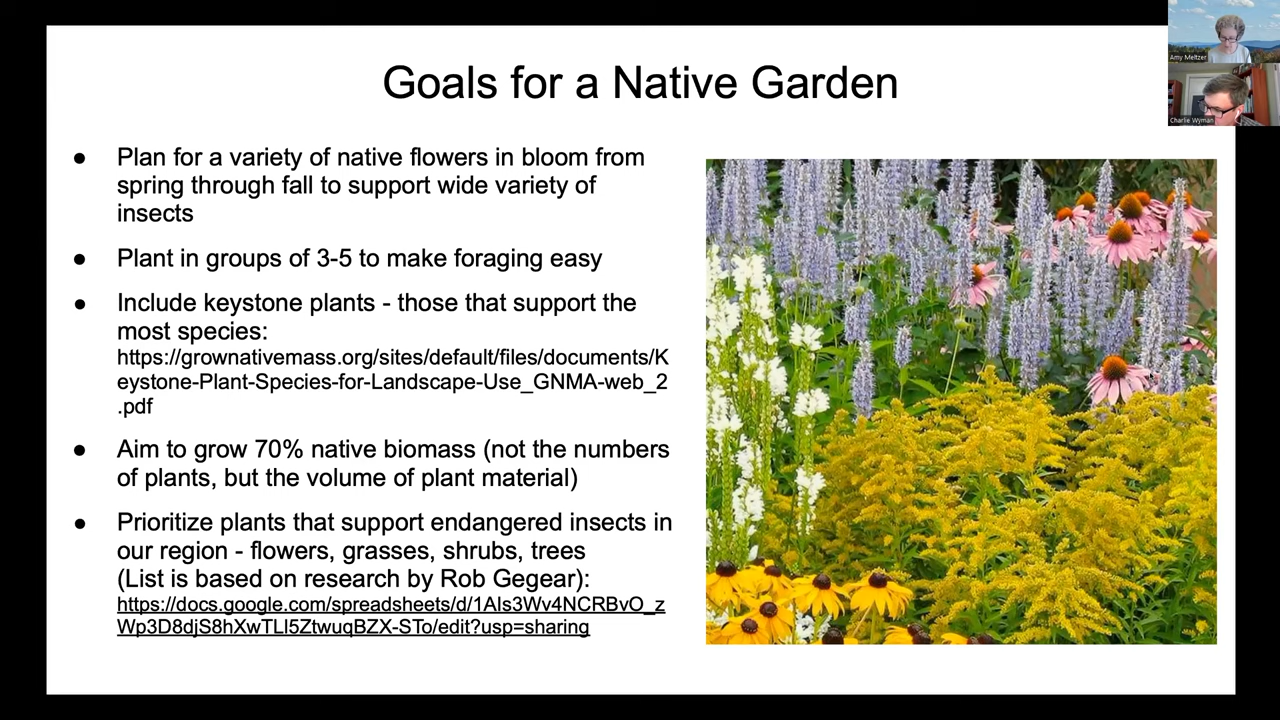 Goals for a Native Garden
Amy Meltzer
Charlie Wyman
● Plan for a variety of native flowers in bloom from
spring through fall to support wide variety of
insects
● Plant in groups of 3-5 to make foraging easy
● Include keystone plants - those that support the
most species:
https://grownativemass.org/sites/default/files/documents/K
eystone-Plant-Species-for-Landscape-Use_GNMA-web_2
.pdf
● Aim to grow 70% native biomass (not the numbers
of plants, but the volume of plant material)
● Prioritize plants that support endangered insects in
our region - flowers, grasses, shrubs, trees
(List is based on research by Rob Gegear):
https://docs.google.com/spreadsheets/d/1AIs3Wv4NCRBvO_z
Wp3D8djS8hXwTLI5ZtwuqBZX-STo/edit?usp=sharing